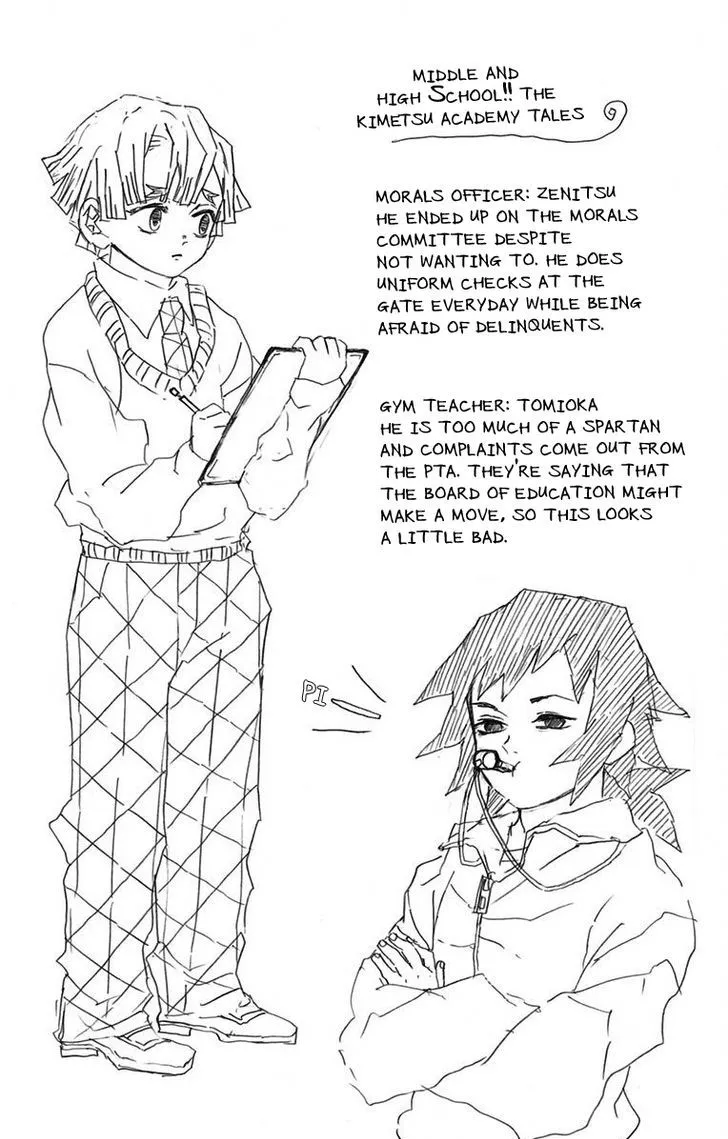 MIDDLE AND
HIGH SCHOOL!! THE
KIMETSU ACADEMY TALES
MORALS OFFICER: ZENITSU
HE ENDED UP ON THE MORALS
COMMITTEE DESPITE
NOT WANTING TO. HE DOES
UNIFORM CHECKS AT THE
GATE EVERYDAY WHILE BEING
AFRAID OF DELINQUENTS.
GYM TEACHER: TOMIOKA
HE IS TOO MUCH OF A SPARTAN
AND COMPLAINTS COME OUT FROM
THE PTA. THEY'RE SAYING THAT
THE BOARD OF EDUCATION MIGHT
MAKE A MOVE, SO THIS LOOKS
A LITTLE BAD.
PI